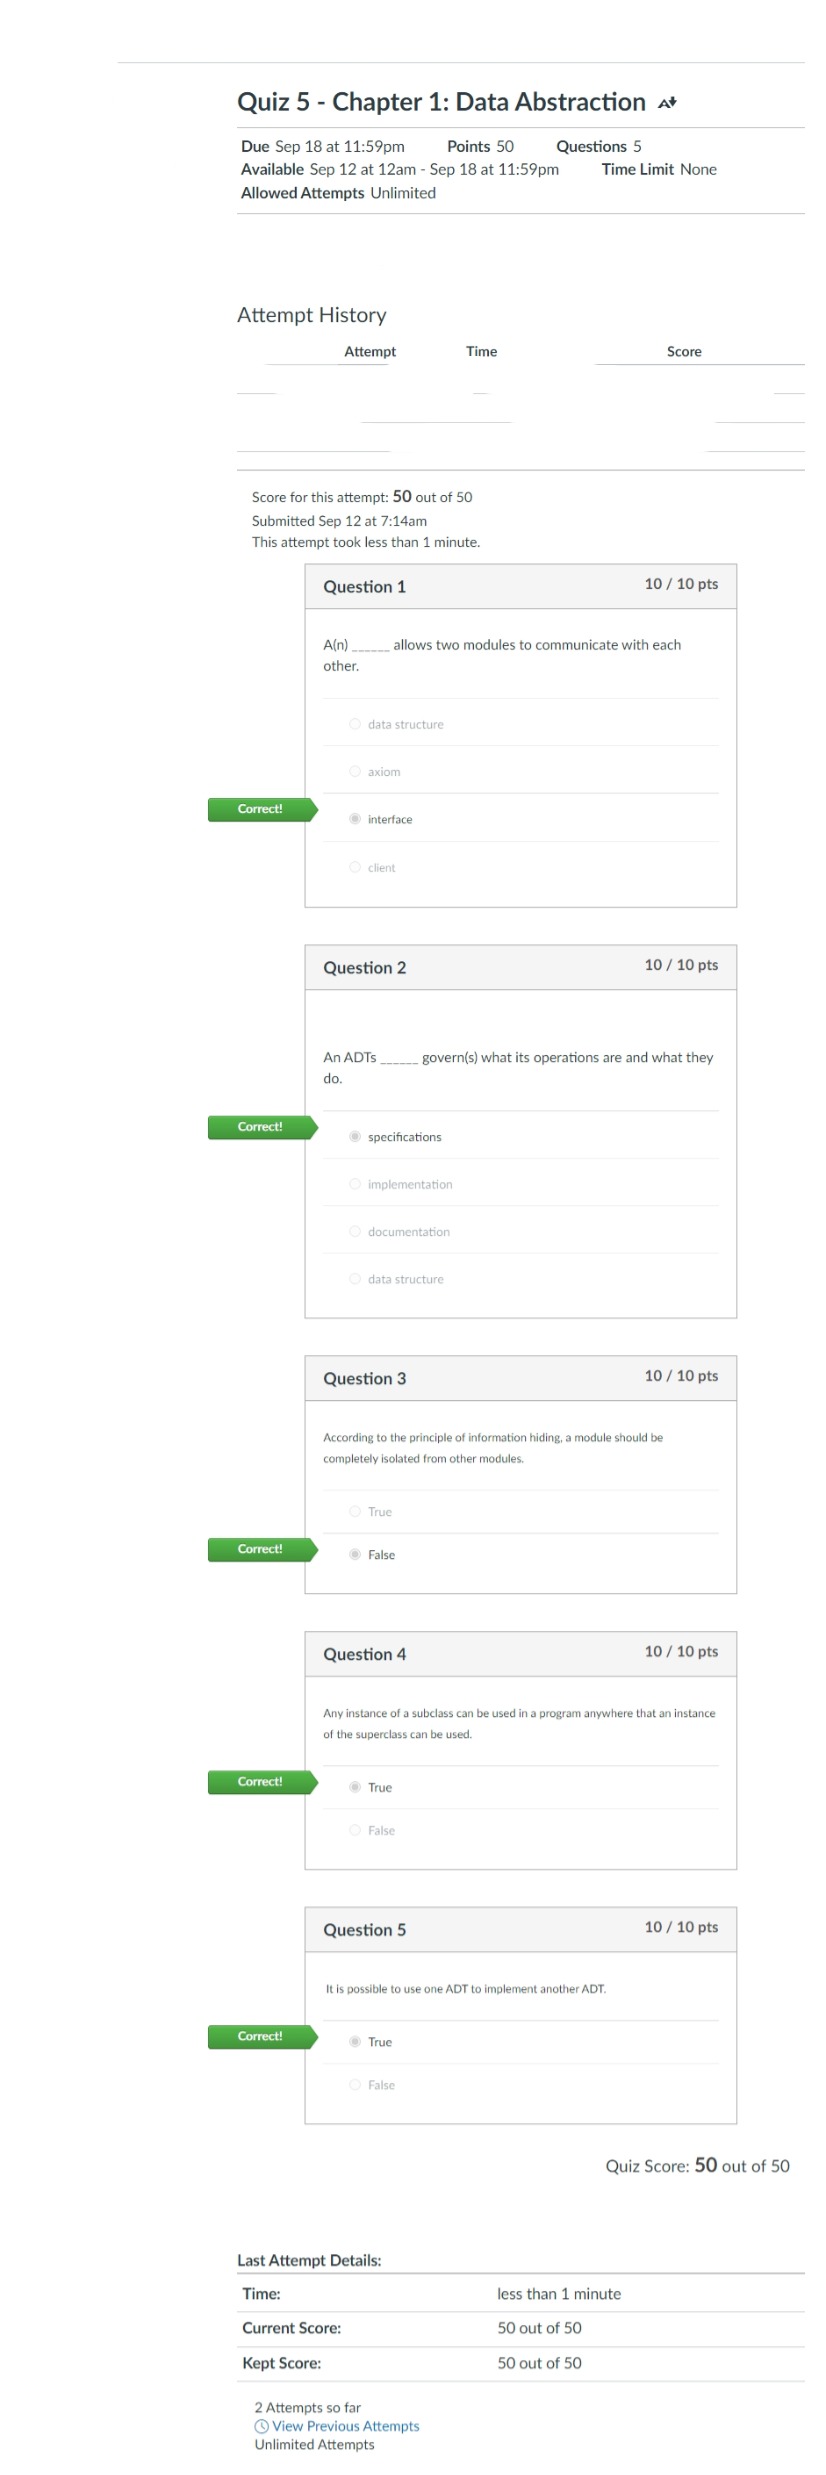 Quiz 5 - Chapter 1: Data Abstraction
Due Sep 18 at 11:59pm Points 50 Questions 5
Available Sep 12 at 12am - Sep 18 at 11:59pm Time Limit None
Allowed Attempts Unlimited
Attempt History
Attempt Time Score
Score for this attempt: 50 out of 50
Submitted Sep 12 at 7:14am
This attempt took less than 1 minute.
Question 1 10 / 10 pts
A(n) ______ allows two modules to communicate with each
other.
data structure
axiom
Correct! interface
client
Question 2 10 / 10 pts
An ADTs ______ govern(s) what its operations are and what they
do.
Correct! specifications
implementation
documentation
data structure
Question 3 10 / 10 pts
According to the principle of information hiding, a module should be
completely isolated from other modules.
True
Correct! False
Question 4 10 / 10 pts
Any instance of a subclass can be used in a program anywhere that an instance
of the superclass can be used.
Correct! True
False
Question 5 10 / 10 pts
It is possible to use one ADT to implement another ADT.
Correct! True
False
Quiz Score: 50 out of 50
Last Attempt Details:
Time: less than 1 minute
Current Score: 50 out of 50
Kept Score: 50 out of 50
2 Attempts so far
View Previous Attempts
Unlimited Attempts